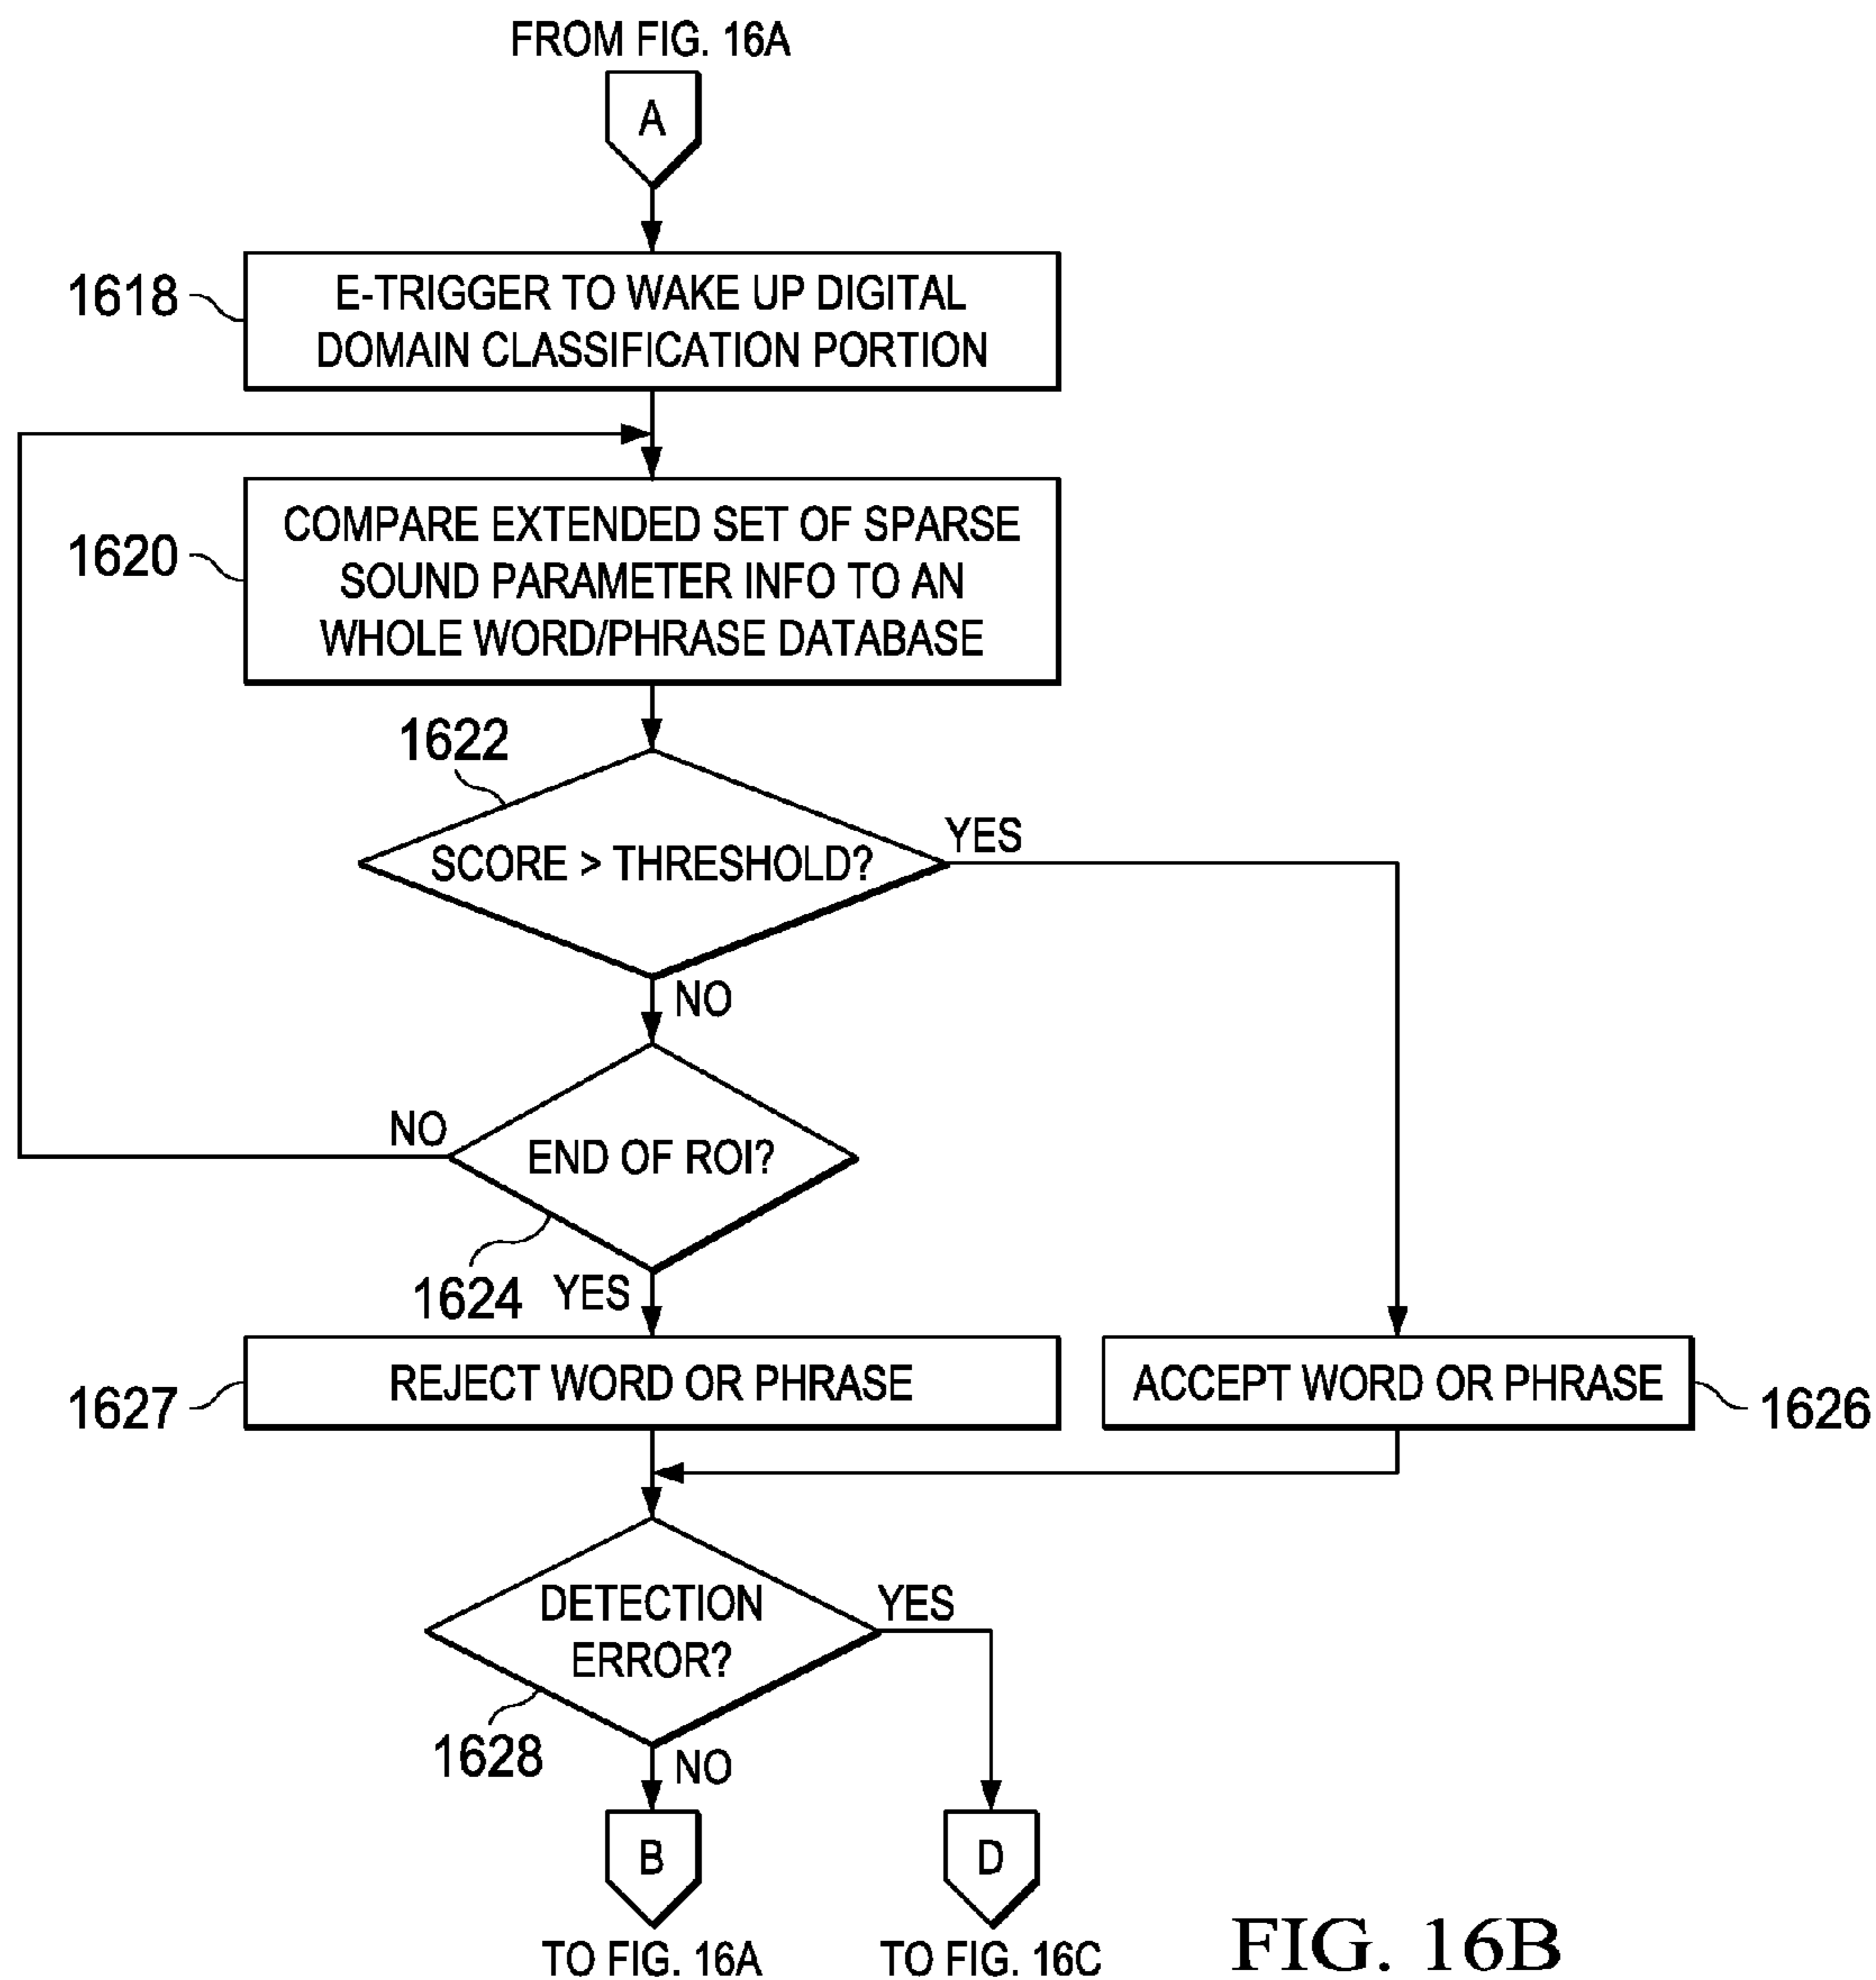 FROM FIG. 16A
A
1618
E-TRIGGER TO WAKE UP DIGITAL
DOMAIN CLASSIFICATION PORTION
1620
COMPARE EXTENDED SET OF SPARSE
SOUND PARAMETER INFO TO AN
WHOLE WORD/PHRASE DATABASE
1622
SCORE > THRESHOLD?
YES
NO
END OF ROI?
NO
1624
YES
1627
REJECT WORD OR PHRASE
ACCEPT WORD OR PHRASE
1626
DETECTION
ERROR?
YES
1628
NO
B
D
TO FIG. 16A
TO FIG. 16C
FIG. 16B